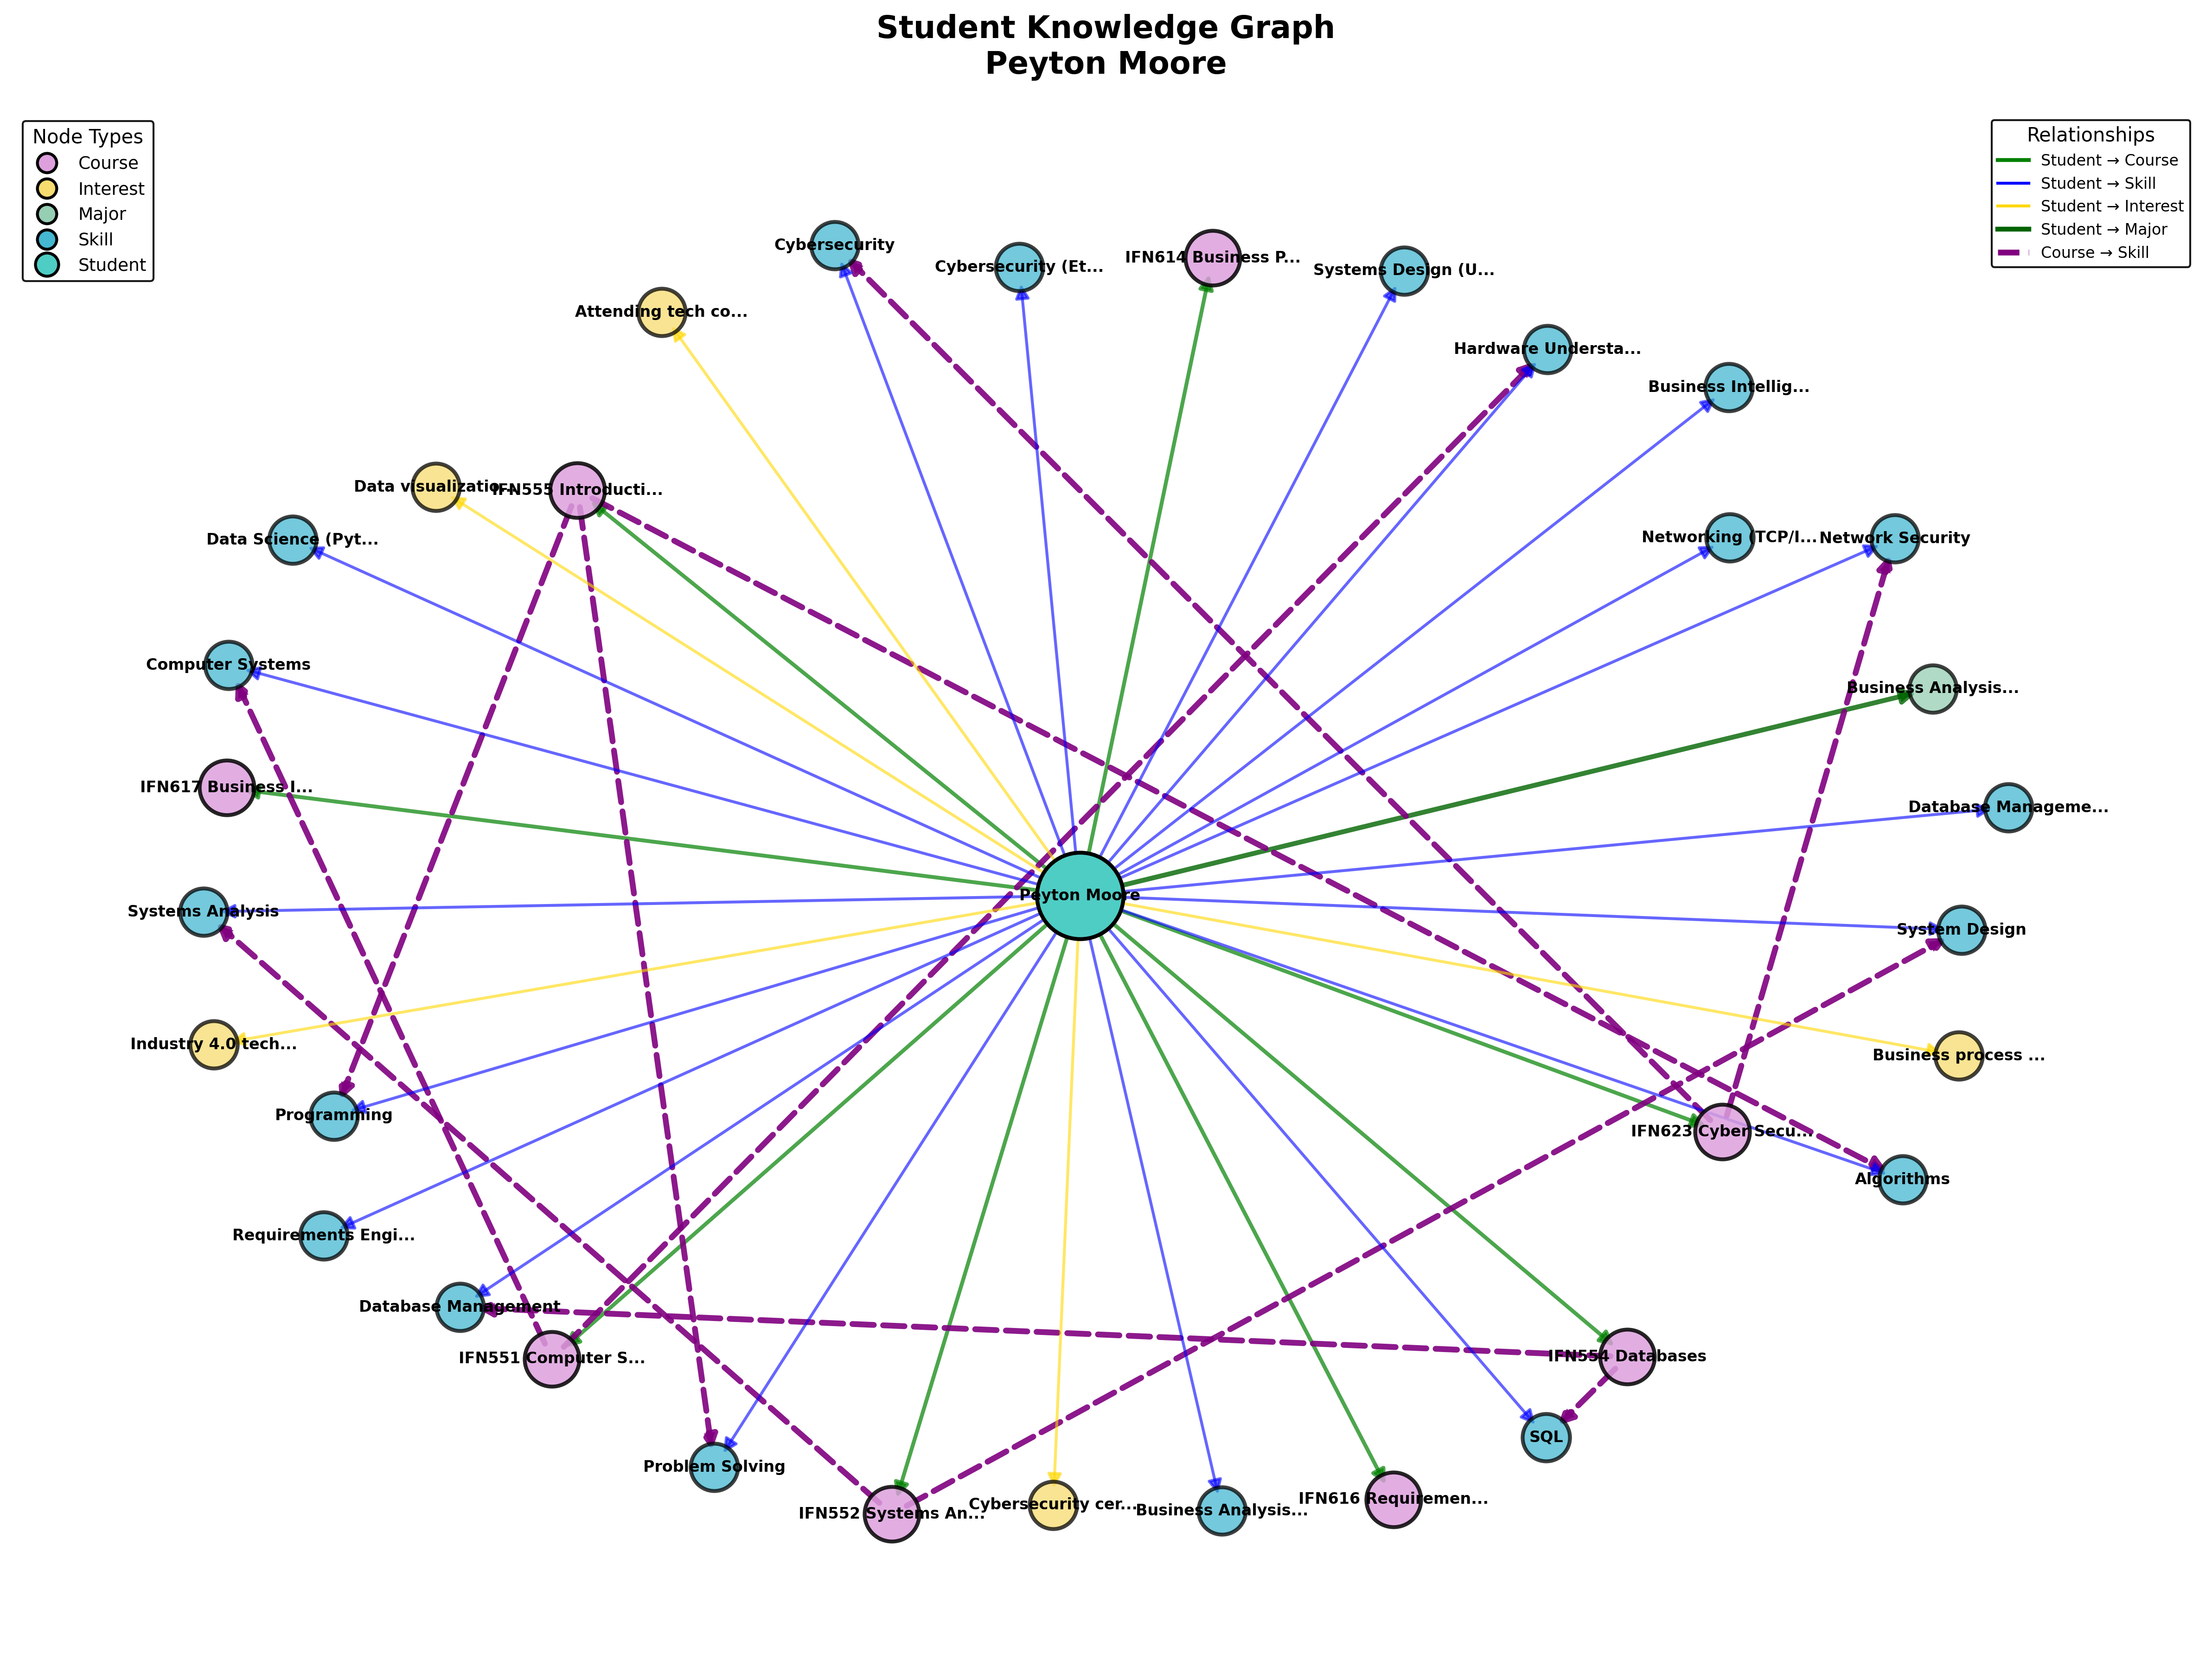 Student Knowledge Graph
Peyton Moore
Node Types
Course
Interest
Major
Skill
Student
Relationships
Student → Course
Student → Skill
Student → Interest
Student → Major
Course → Skill
Cybersecurity
Cybersecurity (Et...
IFN614 Business P...
Systems Design (U...
Attending tech co...
Hardware Understa...
Business Intellig...
Data visualizatio...
IFN555 Introducti...
Data Science (Pyt...
Networking (TCP/I...
Network Security
Computer Systems
Business Analysis...
IFN617 Business I...
Database Manageme...
Peyton Moore
Systems Analysis
System Design
Industry 4.0 tech...
Business process ...
Programming
IFN623 Cyber Secu...
Algorithms
Requirements Engi...
Database Management
IFN551 Computer S...
IFN554 Databases
SQL
Problem Solving
IFN552 Systems An...
Cybersecurity cer...
Business Analysis...
IFN616 Requiremen...